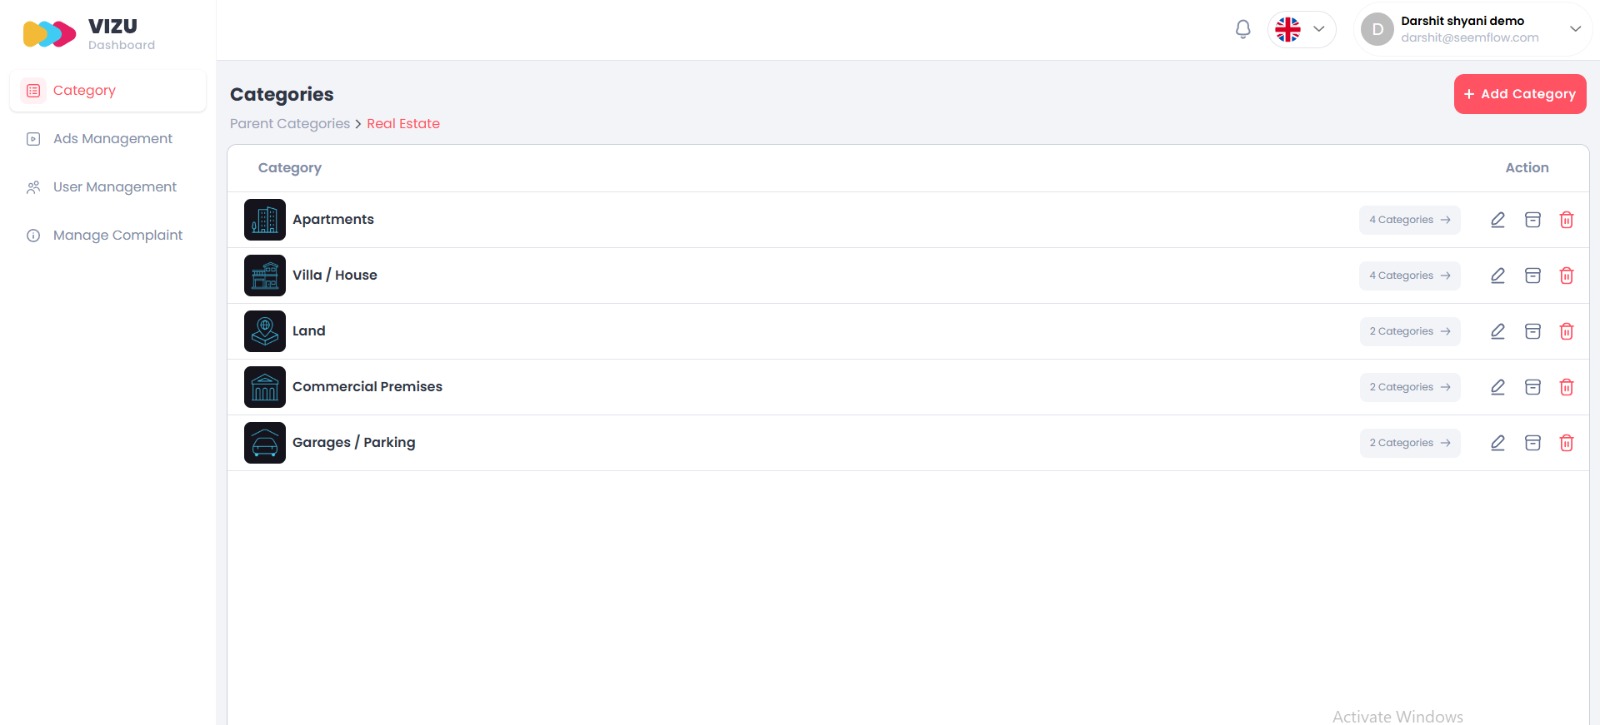 VIZU
Dashboard
D
Darshit shyani demo
darshit@seemflow.com
Category
Ads Management
User Management
Manage Complaint
Categories
+ Add Category
Parent Categories > Real Estate
Category Action
Apartments 4 Categories →
Villa / House 4 Categories →
Land 2 Categories →
Commercial Premises 2 Categories →
Garages / Parking 2 Categories →
Activate Windows